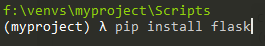 f:\venvs\myproject\Scripts
(myproject) λ pip install flask